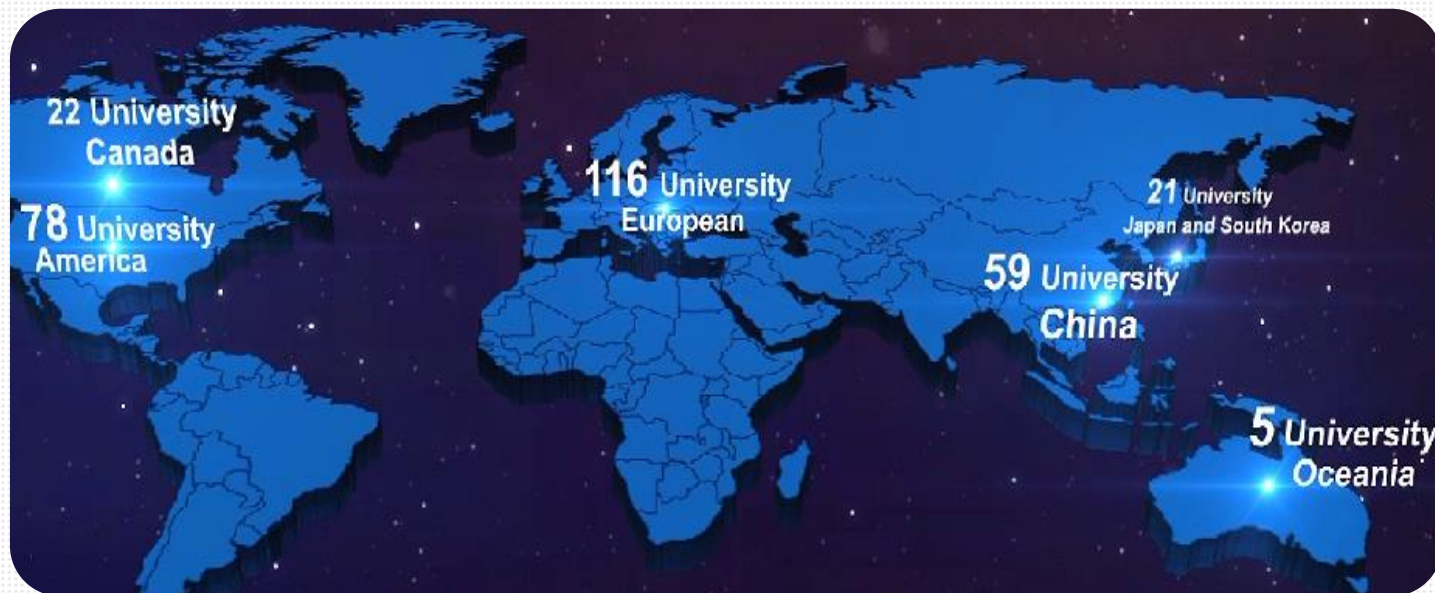 22 University
Canada
78 University
America
116 University
European
21 University
Japan and South Korea
59 University
China
5 University
Oceania